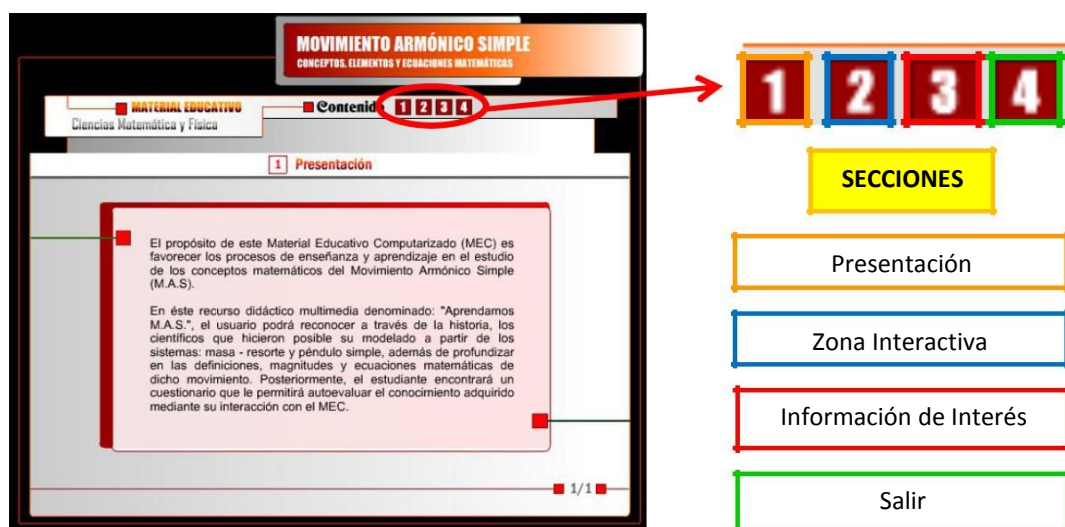 MOVIMIENTO ARMÓNICO SIMPLE
CONCEPTOS, ELEMENTOS Y ECUACIONES MATEMÁTICAS
MATERIAL EDUCATIVO
Ciencias Matemática y Física
Contenido 1 2 3 4
1 Presentación
El propósito de este Material Educativo Computarizado (MEC) es
favorecer los procesos de enseñanza y aprendizaje en el estudio
de los conceptos matemáticos del Movimiento Armónico Simple
(M.A.S).
En éste recurso didáctico multimedia denominado: "Aprendamos
M.A.S.", el usuario podrá reconocer a través de la historia, los
científicos que hicieron posible su modelado a partir de los
sistemas: masa - resorte y péndulo simple, además de profundizar
en las definiciones, magnitudes y ecuaciones matemáticas de
dicho movimiento. Posteriormente, el estudiante encontrará un
cuestionario que le permitirá autoevaluar el conocimiento adquirido
mediante su interacción con el MEC.
1/1
1 2 3 4
SECCIONES
Presentación
Zona Interactiva
Información de Interés
Salir